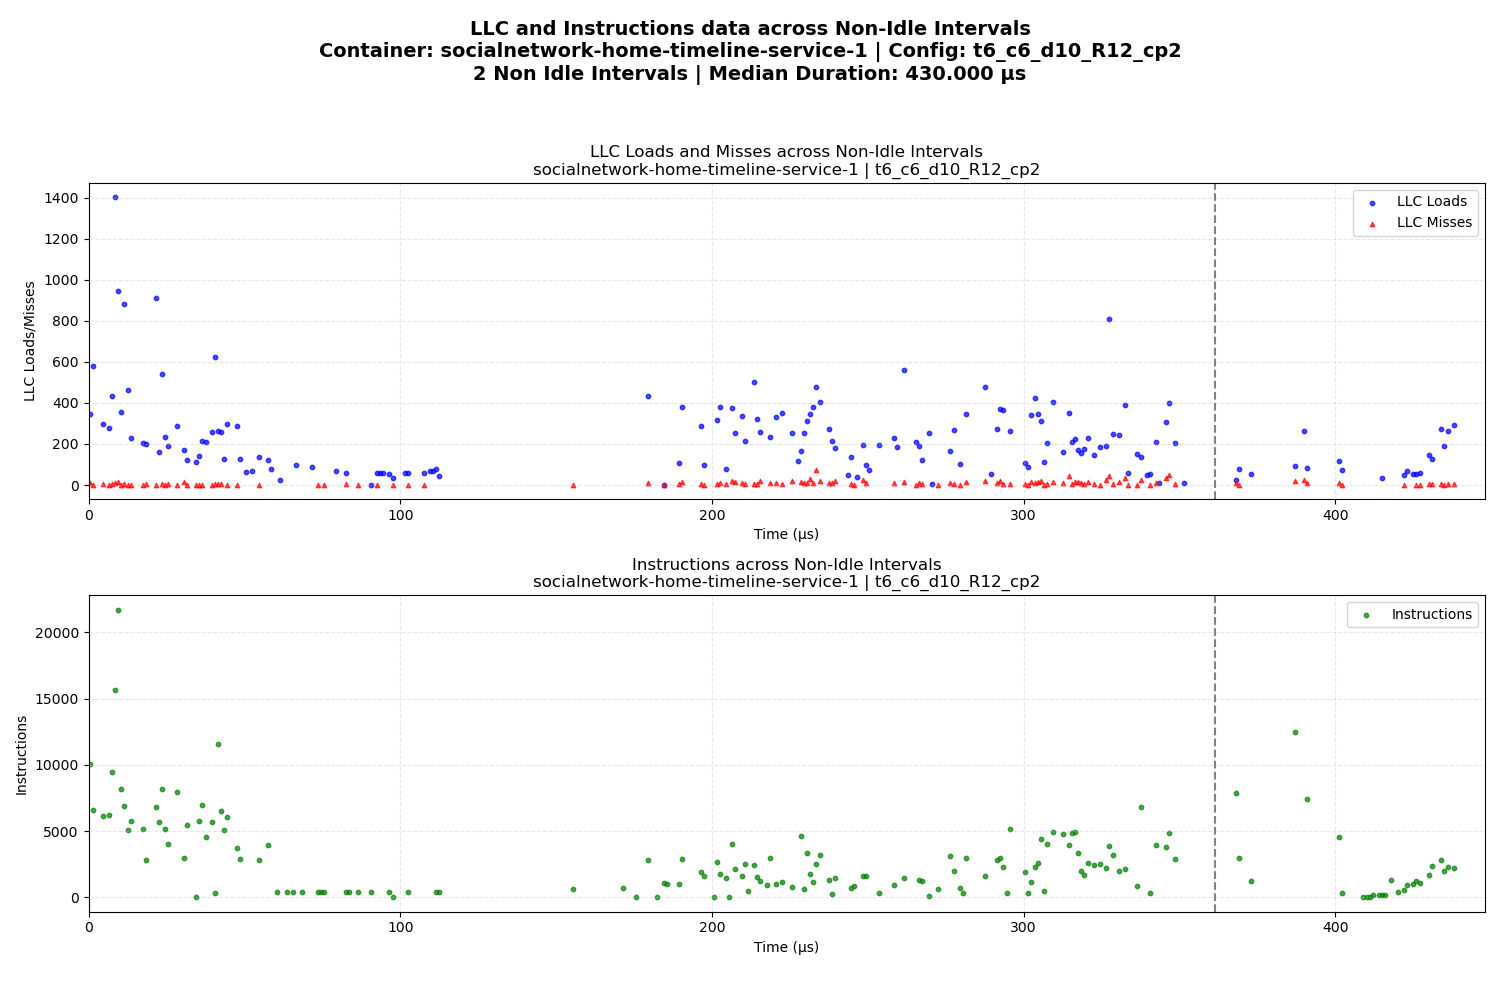 LLC and Instructions data across Non-Idle Intervals
Container: socialnetwork-home-timeline-service-1 | Config: t6_c6_d10_R12_cp2
2 Non Idle Intervals | Median Duration: 430.000 µs
LLC Loads and Misses across Non-Idle Intervals
socialnetwork-home-timeline-service-1 | t6_c6_d10_R12_cp2
LLC Loads/Misses
1400
1200
1000
800
600
400
200
0
LLC Loads
LLC Misses
0 100 200 300 400
Time (µs)
Instructions across Non-Idle Intervals
socialnetwork-home-timeline-service-1 | t6_c6_d10_R12_cp2
Instructions
20000
15000
10000
5000
0
Instructions
0 100 200 300 400
Time (µs)